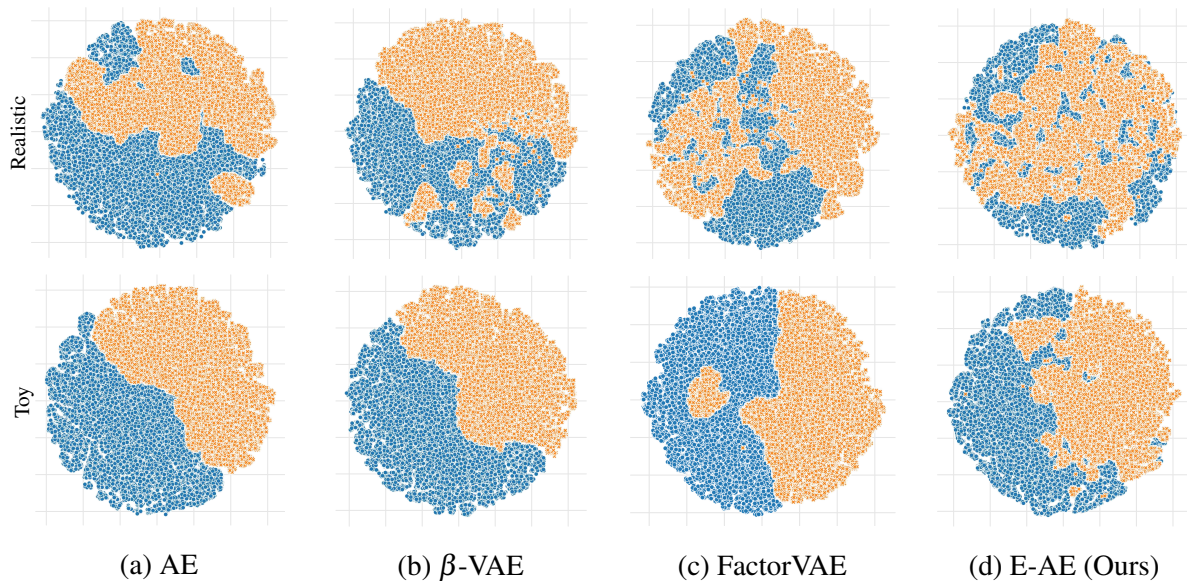 Realistic
Toy
(a) AE
(b) β-VAE
(c) FactorVAE
(d) E-AE (Ours)